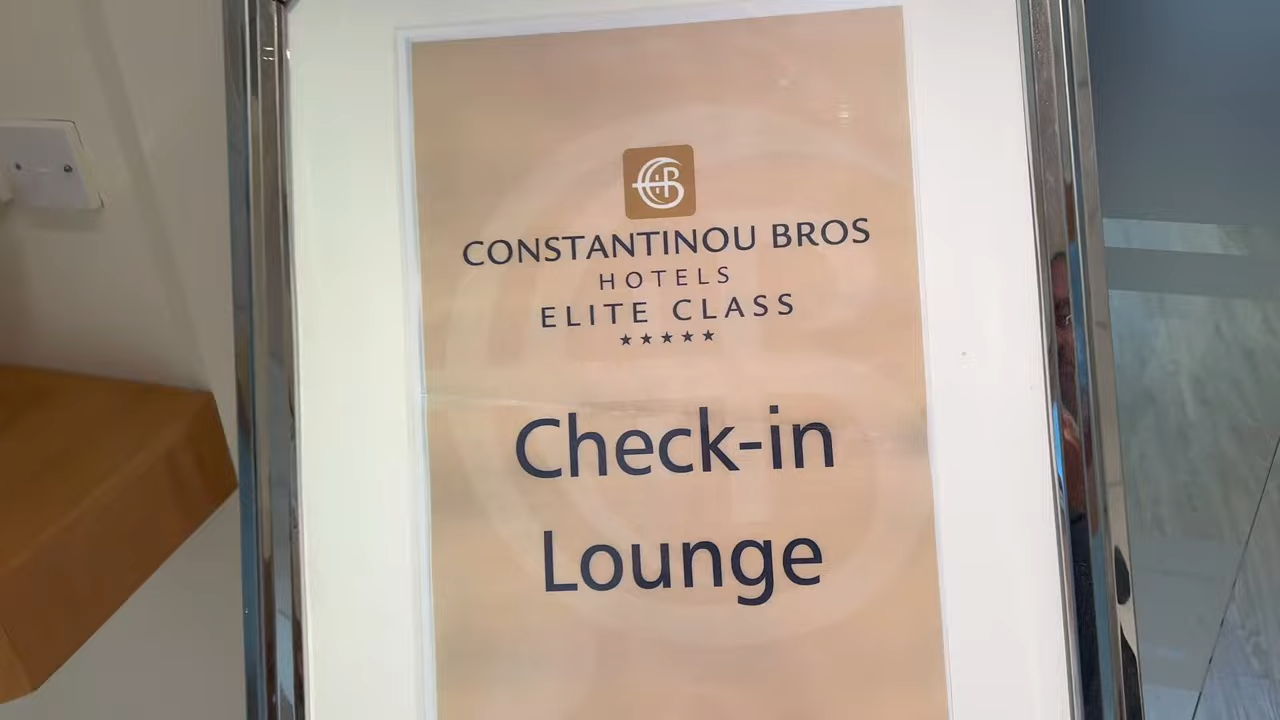 CONSTANTINOU BROS
HOTELS
ELITE CLASS
★★★★★
Check-in
Lounge